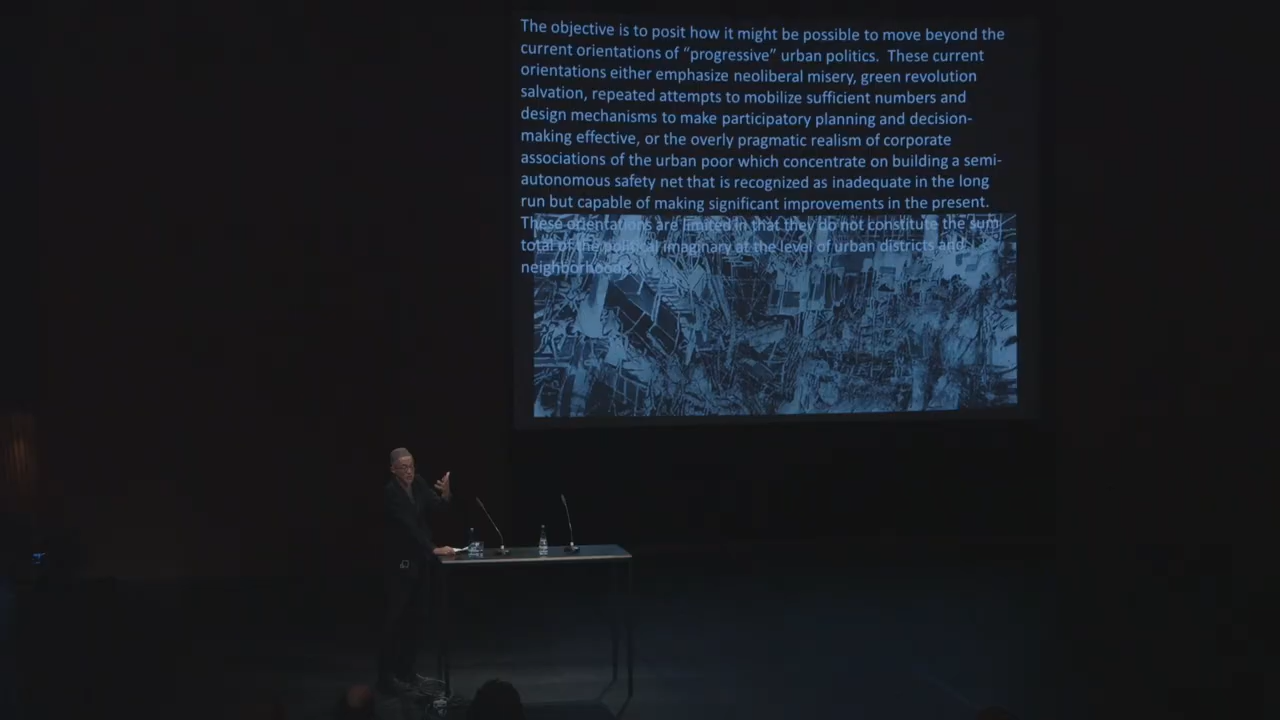 The objective is to posit how it might be possible to move beyond the
current orientations of “progressive” urban politics.  These current
orientations either emphasize neoliberal misery, green revolution
salvation, repeated attempts to mobilize sufficient numbers and
design mechanisms to make participatory planning and decision-
making effective, or the overly pragmatic realism of corporate
associations of the urban poor which concentrate on building a semi-
autonomous safety net that is recognized as inadequate in the long
run but capable of making significant improvements in the present.
These orientations are limited in that they do not constitute the sum
total of the political imaginary at the level of urban districts and
neighborhoods.